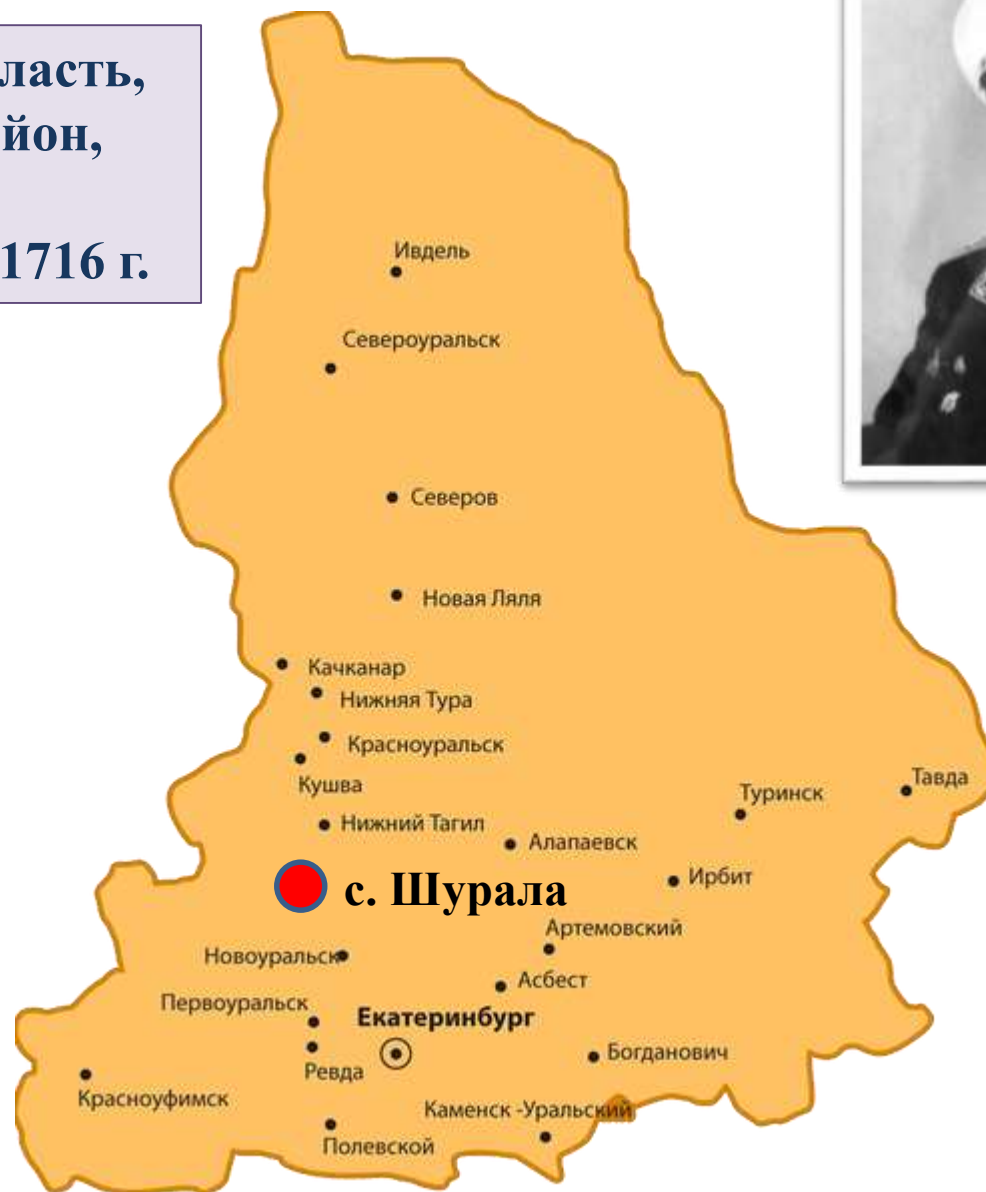 ласть,
йон,
1716 г.
Ивдель
Североуральск
Северов
Новая Ляля
Качканар
Нижняя Тура
Красноуральск
Кушва
Тавда
Туринск
Нижний Тагил
Алапаевск
Ирбит
с. Шурала
Артемовский
Новоуральск
Асбест
Первоуральск
Екатеринбург
Богданович
Ревда
Красноуфимск
Каменск -Уральский
Полевской